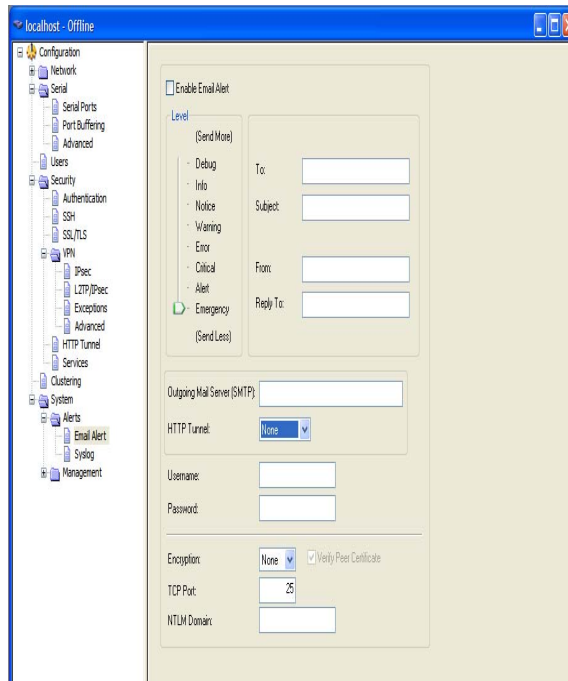 localhost - Offline
Configuration
Network
Serial
Serial Ports
Port Buffering
Advanced
Users
Security
Authentication
SSH
SSL/TLS
VPN
IPsec
L2TP/IPsec
Exceptions
Advanced
HTTP Tunnel
Services
Clustering
System
Alerts
Email Alert
Syslog
Management
Enable Email Alert
Level
(Send More)
Debug
Info
Notice
Warning
Error
Critical
Alert
Emergency
(Send Less)
To:
Subject:
From:
Reply To:
Outgoing Mail Server (SMTP):
HTTP Tunnel: None
Username:
Password:
Encryption: None Verify Peer Certificate
TCP Port: 25
NTLM Domain: